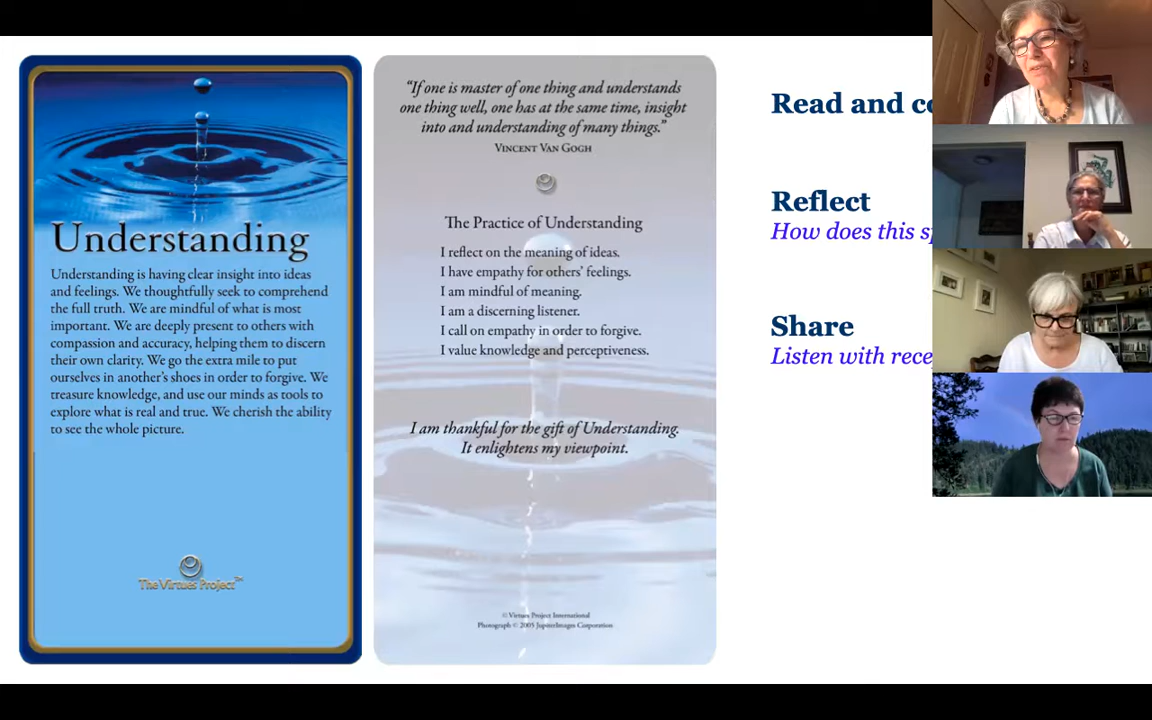 Understanding
Understanding is having clear insight into ideas
and feelings. We thoughtfully seek to comprehend
the full truth. We are mindful of what is most
important. We are deeply present to others with
compassion and accuracy, helping them to discern
their own clarity. We go the extra mile to put
ourselves in another's shoes in order to forgive. We
treasure knowledge, and use our minds as tools to
explore what is real and true. We cherish the ability
to see the whole picture.
The Virtues Project™
“If one is master of one thing and understands
one thing well, one has at the same time, insight
into and understanding of many things.”
Vincent Van Gogh
The Practice of Understanding
I reflect on the meaning of ideas.
I have empathy for others' feelings.
I am mindful of meaning.
I am a discerning listener.
I call on empathy in order to forgive.
I value knowledge and perceptiveness.
I am thankful for the gift of Understanding.
It enlightens my viewpoint.
© Virtues Project International
Photograph © 2005 JupiterImages Corporation
Read and
Reflect
How does this
Share
Listen with